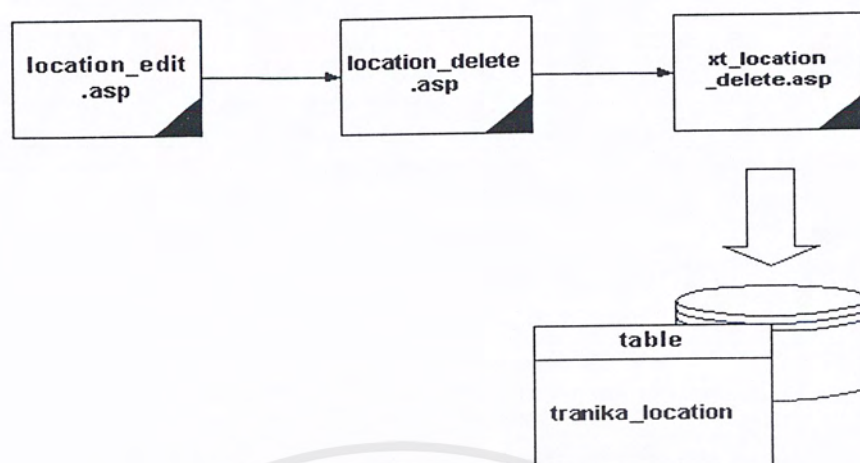 location_edit
.asp
location_delete
.asp
xt_location
_delete.asp
table
tranika_location